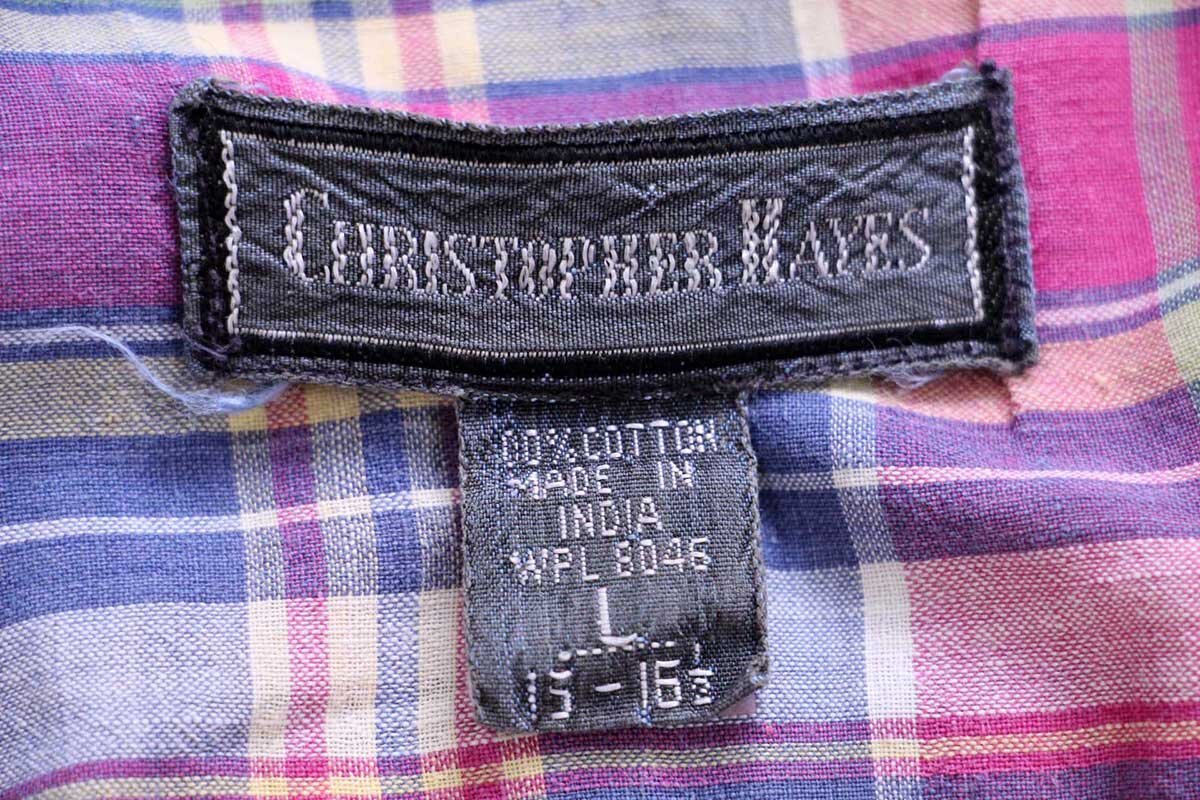 CHRISTOPHER HAYES
100% COTTON
MADE IN
INDIA
WPL 8046
L
15-16½